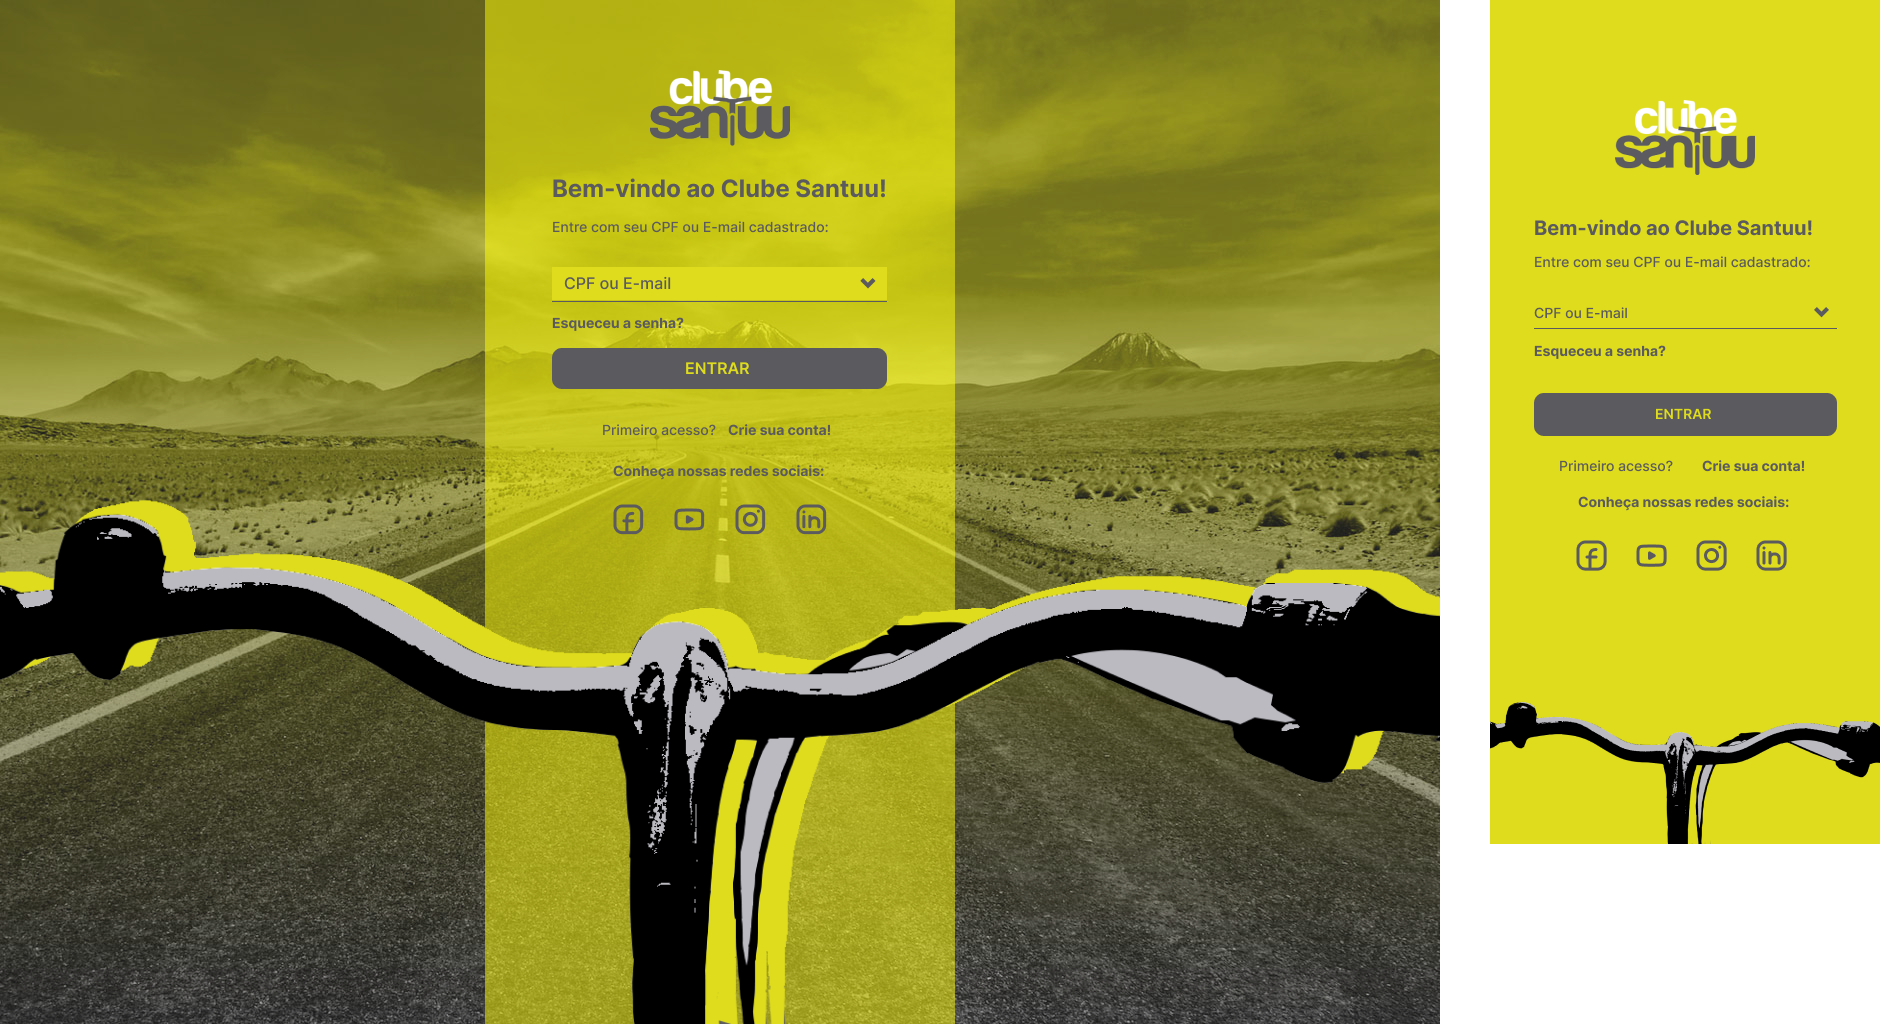 clube
santuu
Bem-vindo ao Clube Santuu!
Entre com seu CPF ou E-mail cadastrado:
CPF ou E-mail
Esqueceu a senha?
ENTRAR
Primeiro acesso? Crie sua conta!
Conheça nossas redes sociais:
in
clube
santuu
Bem-vindo ao Clube Santuu!
Entre com seu CPF ou E-mail cadastrado:
CPF ou E-mail
Esqueceu a senha?
ENTRAR
Primeiro acesso? Crie sua conta!
Conheça nossas redes sociais:
in